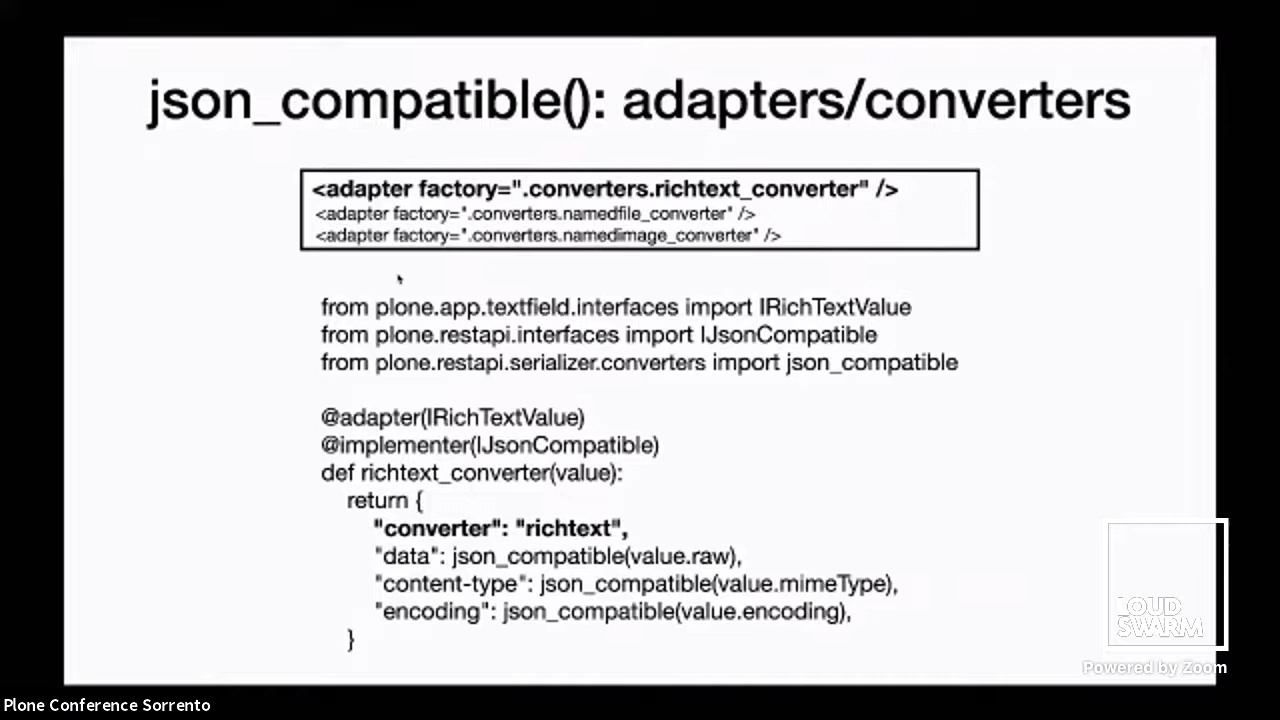 json_compatible(): adapters/converters
<adapter factory=".converters.richtext_converter" />
<adapter factory=".converters.namedfile_converter" />
<adapter factory=".converters.namedimage_converter" />
from plone.app.textfield.interfaces import IRichTextValue
from plone.restapi.interfaces import IJsonCompatible
from plone.restapi.serializer.converters import json_compatible
@adapter(IRichTextValue)
@implementer(IJsonCompatible)
def richtext_converter(value):
return {
"converter": "richtext",
"data": json_compatible(value.raw),
"content-type": json_compatible(value.mimeType),
"encoding": json_compatible(value.encoding),
}
LOUD
SWARM
Powered by Zoom
Plone Conference Sorrento